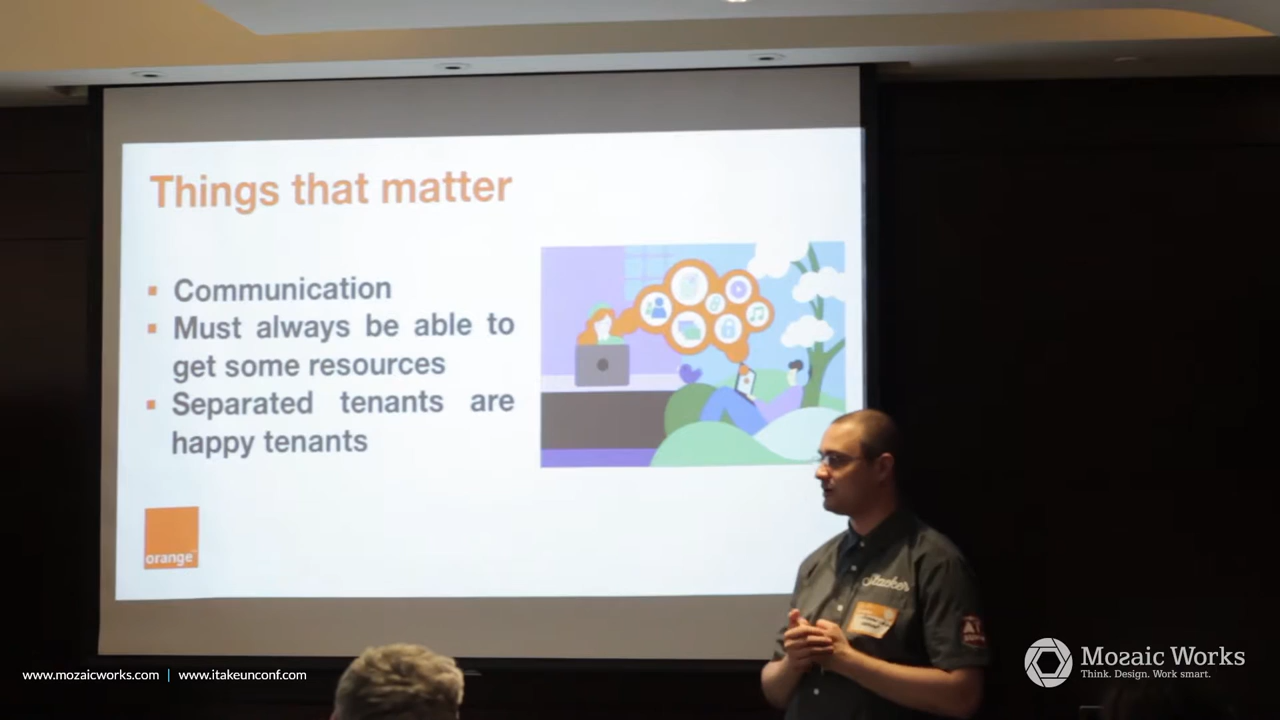 Things that matter
▪ Communication
▪ Must always be able to
get some resources
▪ Separated tenants are
happy tenants
orange™
www.mozaicworks.com | www.itakeunconf.com
Mozaic Works
Think. Design. Work smart.